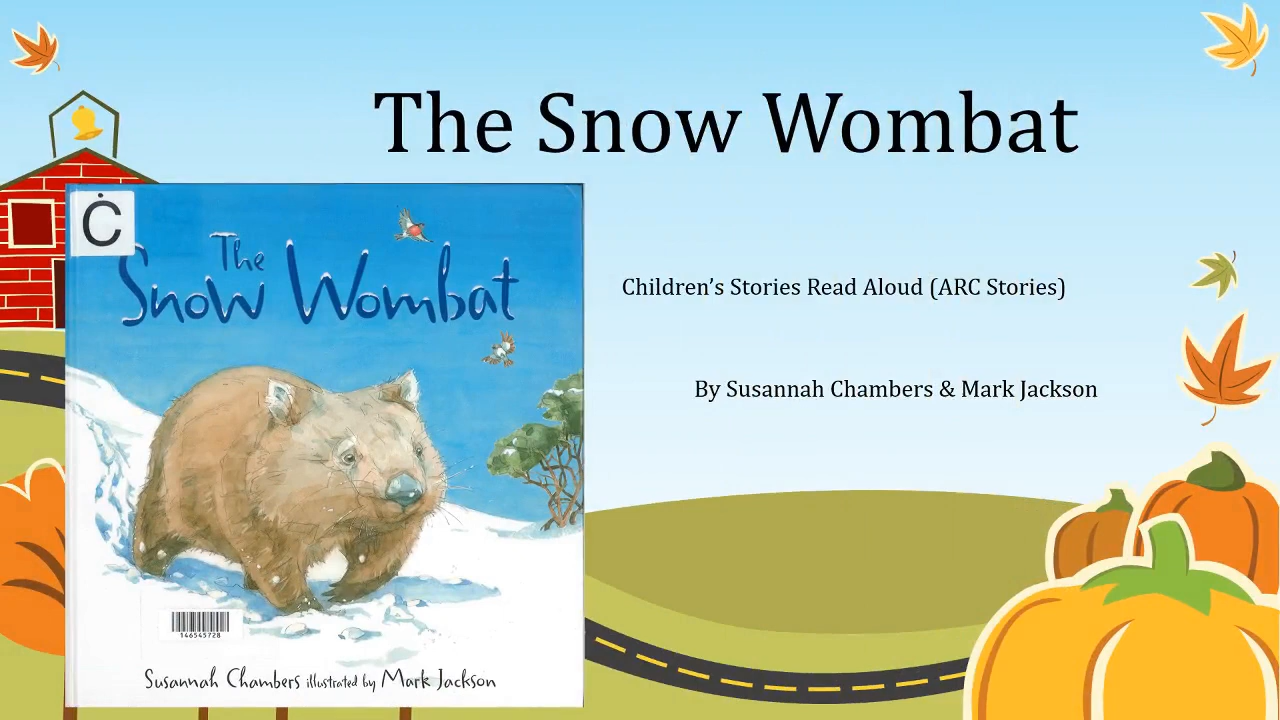 The Snow Wombat
Ċ
The
Snow Wombat
Children's Stories Read Aloud (ARC Stories)
By Susannah Chambers & Mark Jackson
146545728
Susannah Chambers illustrated by Mark Jackson